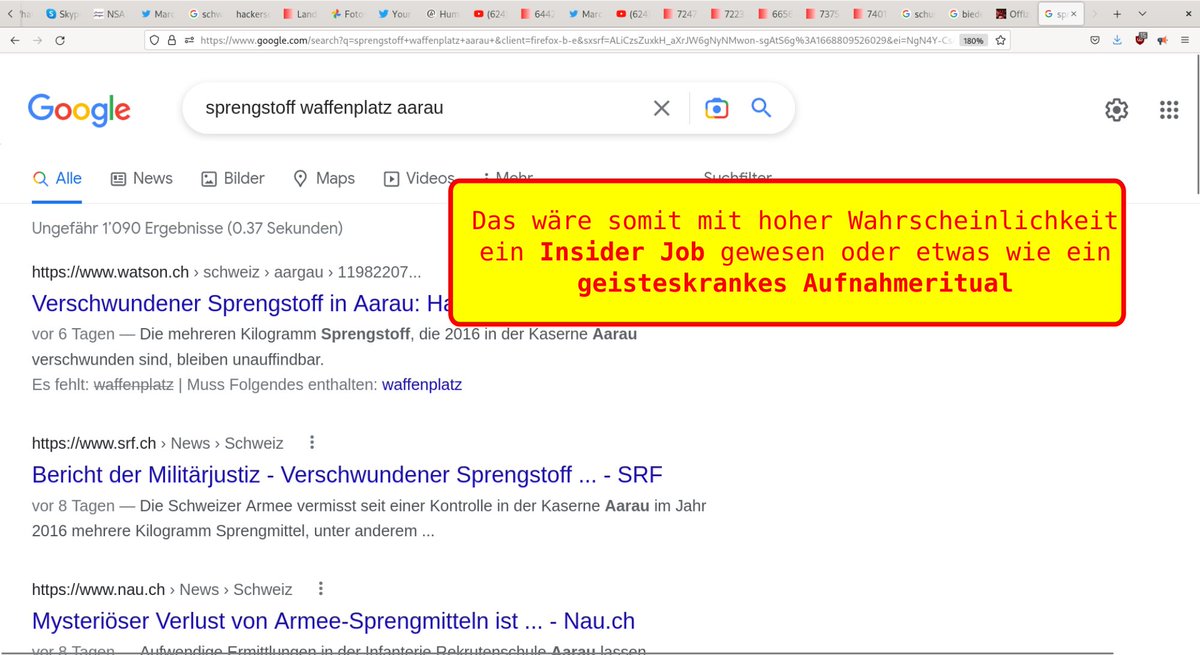 ha
Skyp
NSA
Marc
schw
hackers
Land
Foto
Your
Hum
(624
6442
Marc
(624
7247
7223
6656
7375
7401
schu
bied
Offiz
spr
https://www.google.com/search?q=sprengstoff+waffenplatz+aarau+&client=firefox-b-e&sxsrf=ALiCzsZuxkH_aXrJW6gNyNMwon-sgAtS6g%3A1668809526029&ei=NgN4Y-Cs
180%
Google
sprengstoff waffenplatz aarau
Alle
News
Bilder
Maps
Videos
Mehr
Suchfilter
Das wäre somit mit hoher Wahrscheinlichkeit
ein Insider Job gewesen oder etwas wie ein
geisteskrankes Aufnahmeritual
Ungefähr 1’090 Ergebnisse (0.37 Sekunden)
https://www.watson.ch › schweiz › aargau › 11982207...
Verschwundener Sprengstoff in Aarau: Ha
vor 6 Tagen — Die mehreren Kilogramm Sprengstoff, die 2016 in der Kaserne Aarau
verschwunden sind, bleiben unauffindbar.
Es fehlt: waffenplatz | Muss Folgendes enthalten: waffenplatz
https://www.srf.ch › News › Schweiz
Bericht der Militärjustiz - Verschwundener Sprengstoff ... - SRF
vor 8 Tagen — Die Schweizer Armee vermisst seit einer Kontrolle in der Kaserne Aarau im Jahr
2016 mehrere Kilogramm Sprengmittel, unter anderem ...
https://www.nau.ch › News › Schweiz
Mysteriöser Verlust von Armee-Sprengmitteln ist ... - Nau.ch
vor 8 Tagen — Aufwendige Ermittlungen in der Infanterie Rekrutenschule Aarau lassen